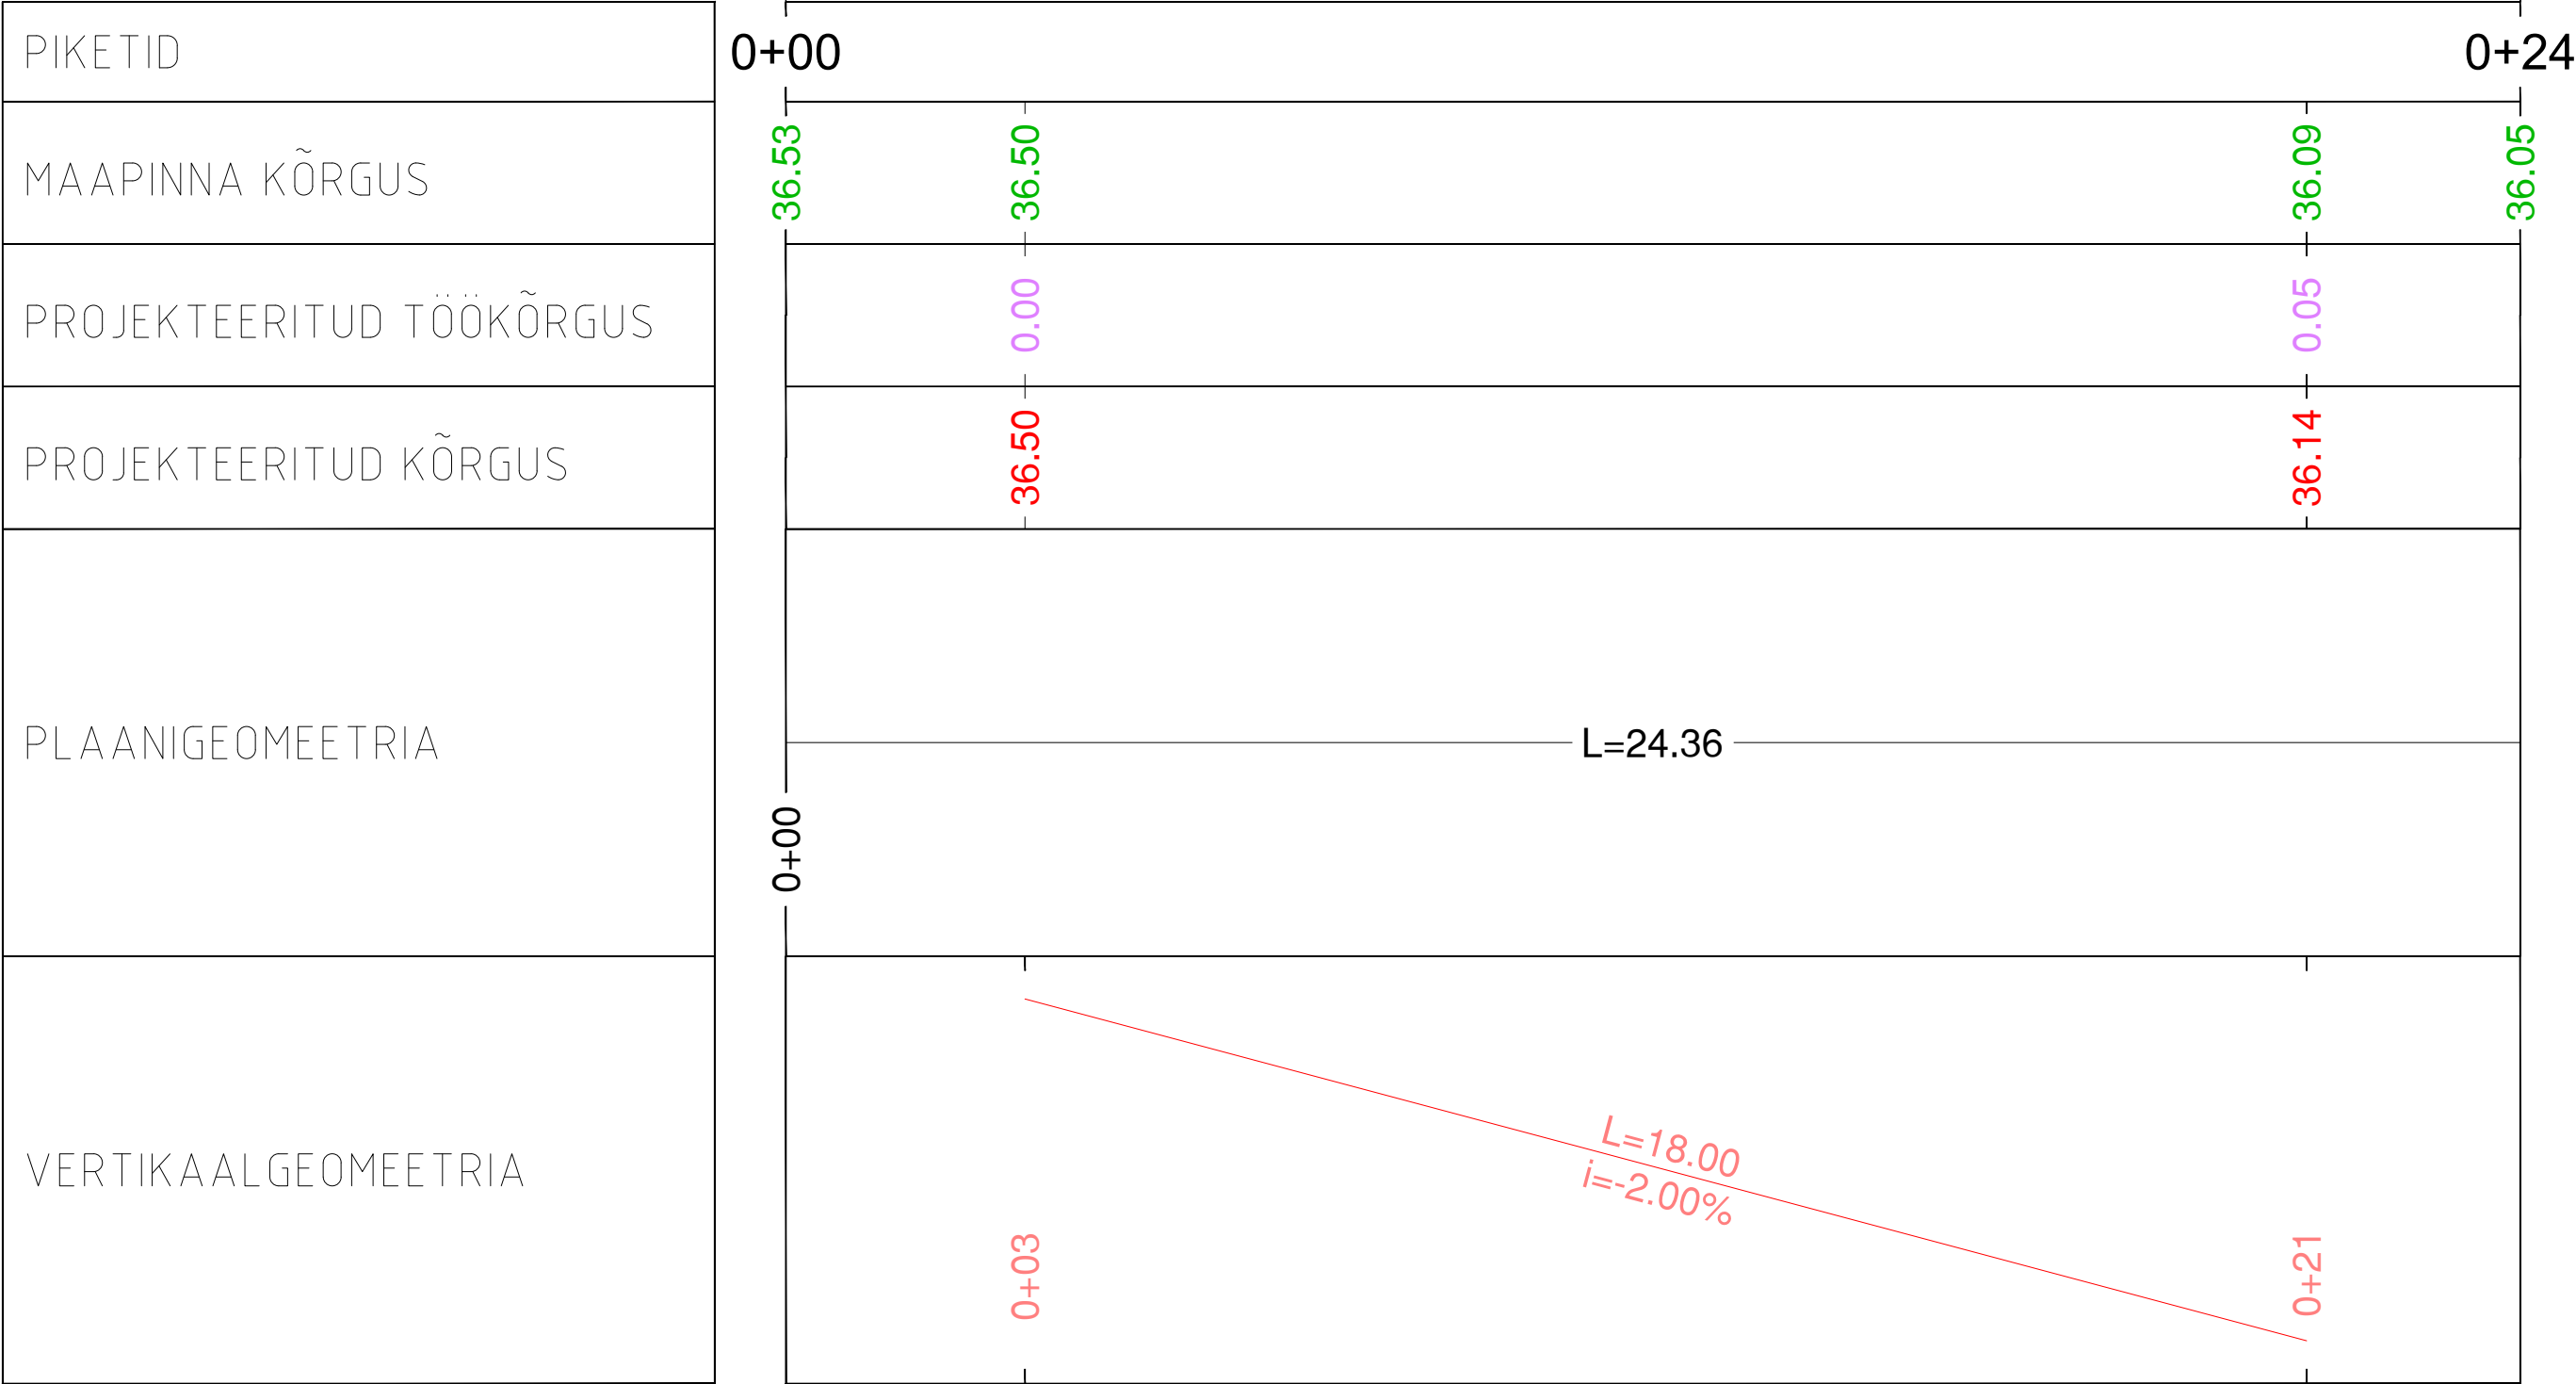 PIKETID
0+00
0+24
MAAPINNA KÕRGUS
36.53
36.50
36.09
36.05
PROJEKTEERITUD TÖÖKÕRGUS
0.00
0.05
PROJEKTEERITUD KÕRGUS
36.50
36.14
PLAANIGEOMEETRIA
L=24.36
0+00
VERTIKAALGEOMEETRIA
L=18.00
i=-2.00%
0+03
0+21